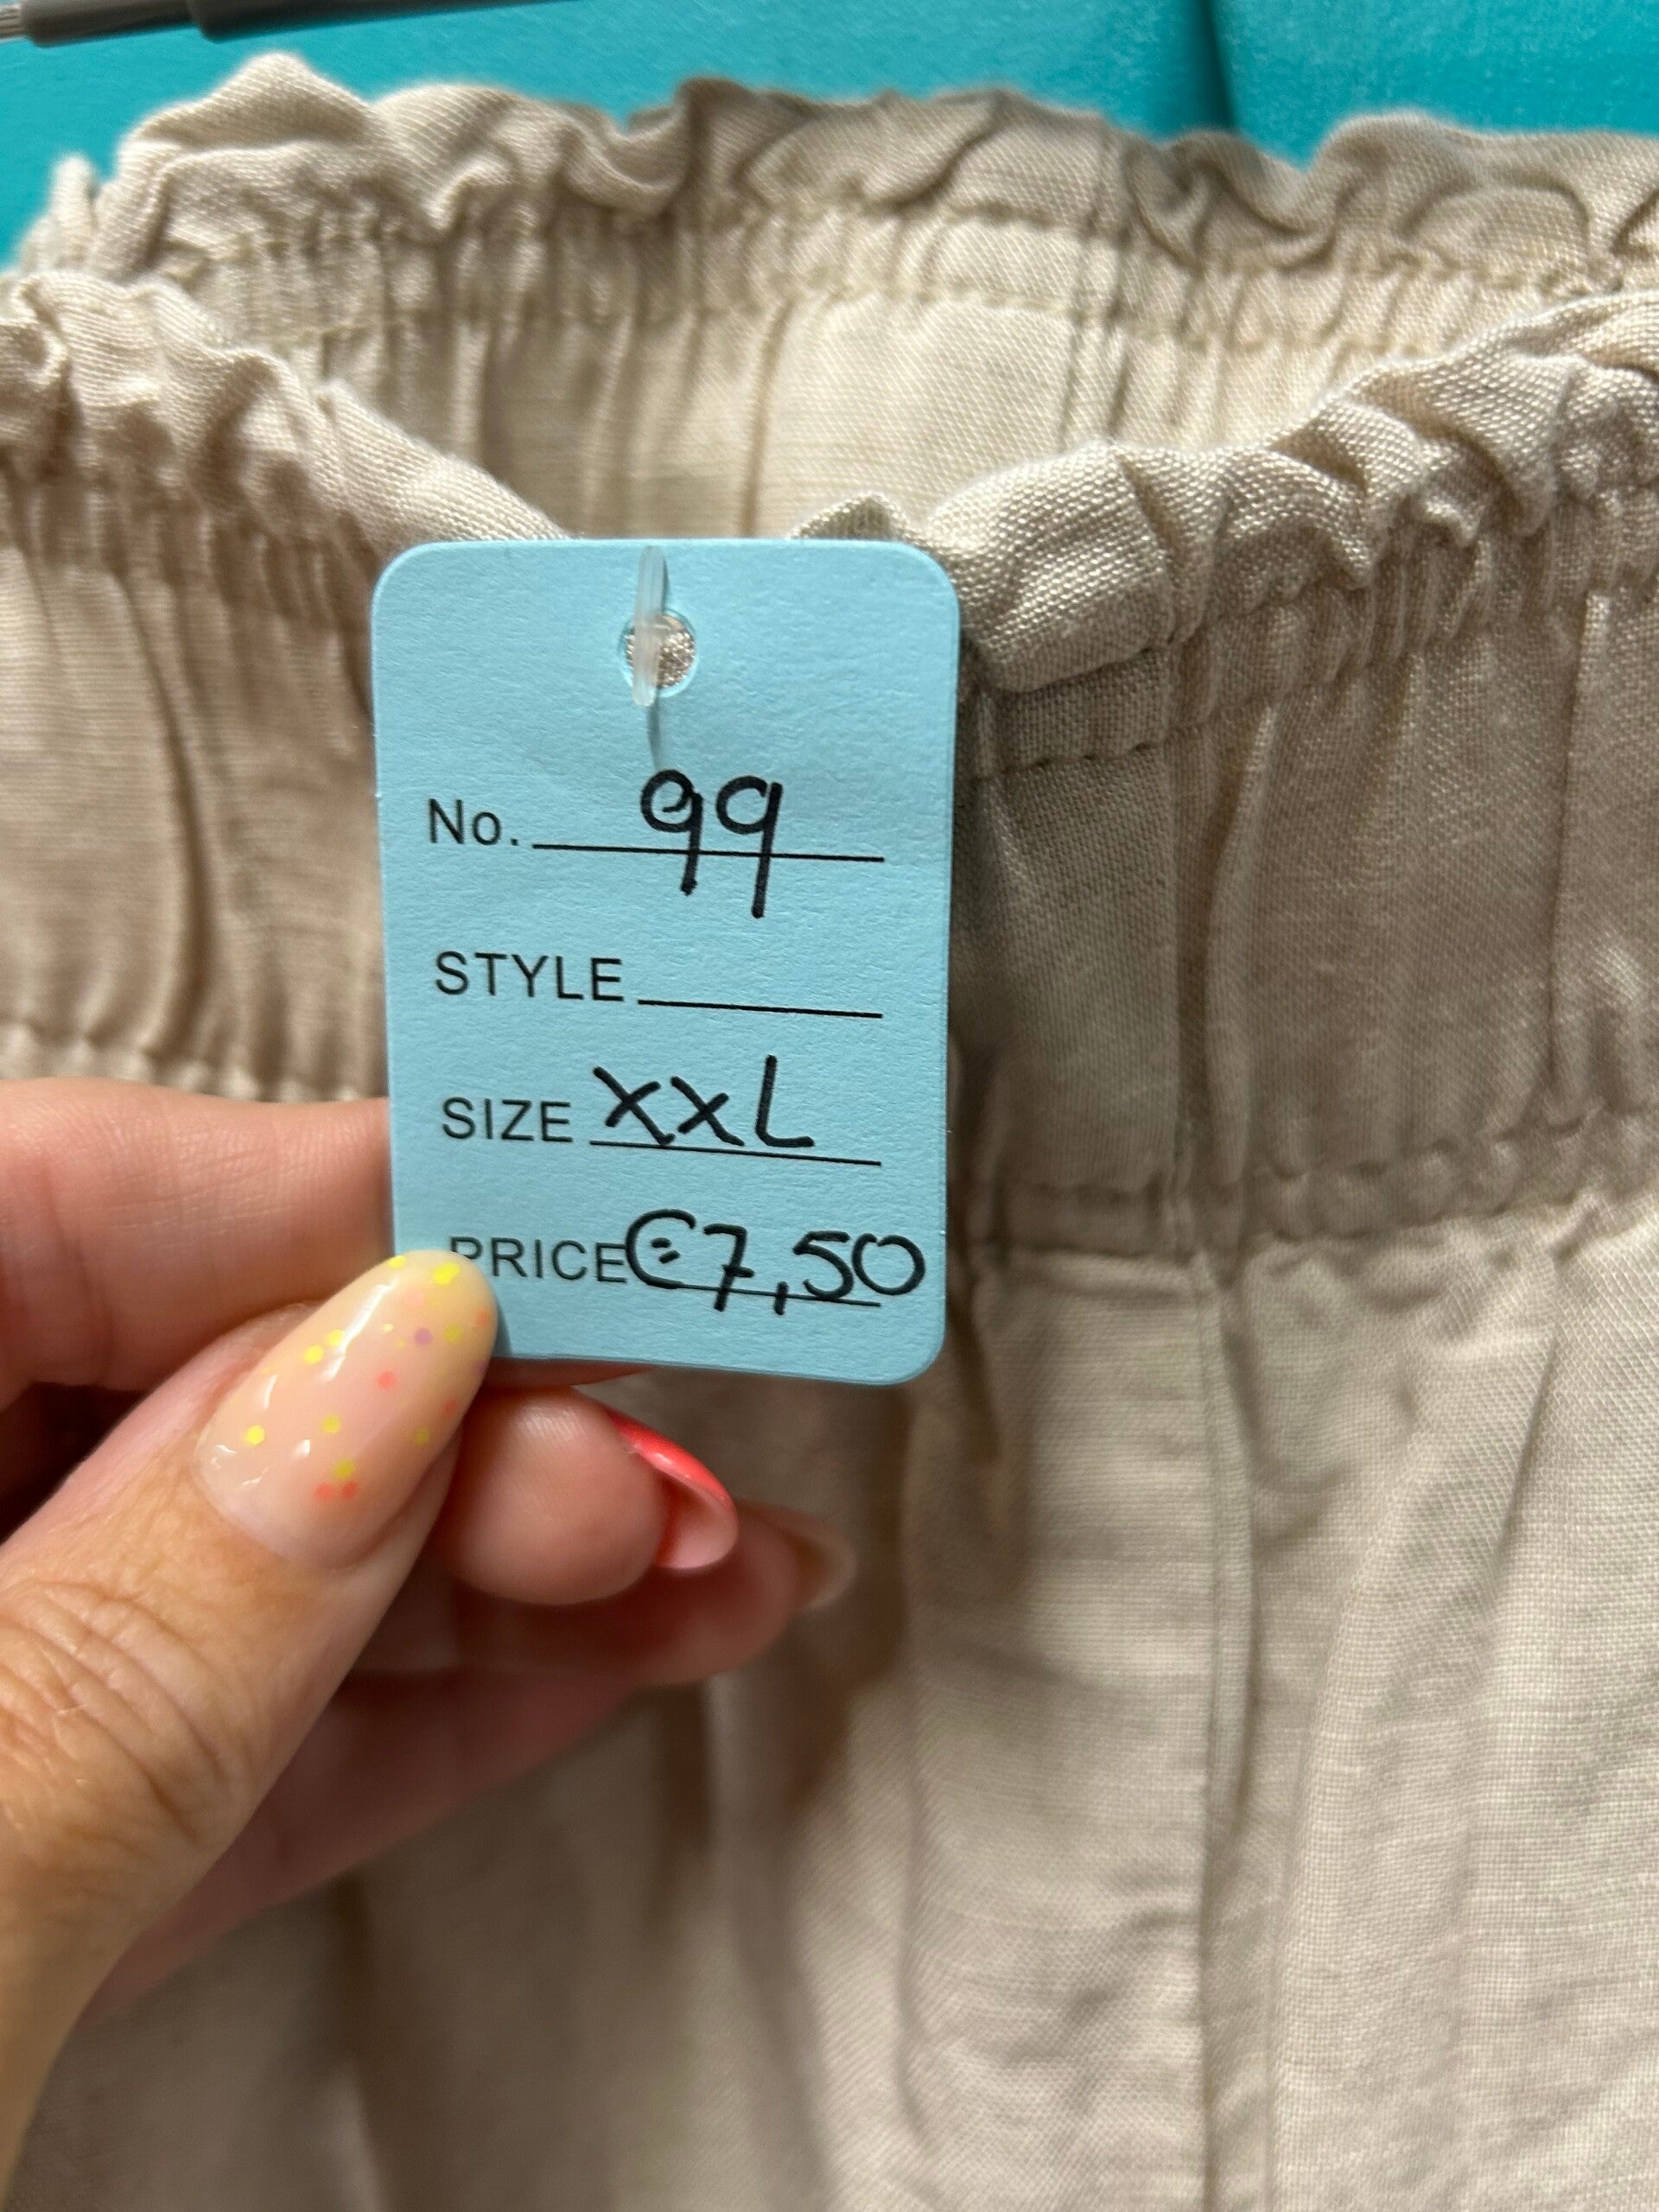 No. 99
STYLE
SIZE XXL
PRICE €7,50